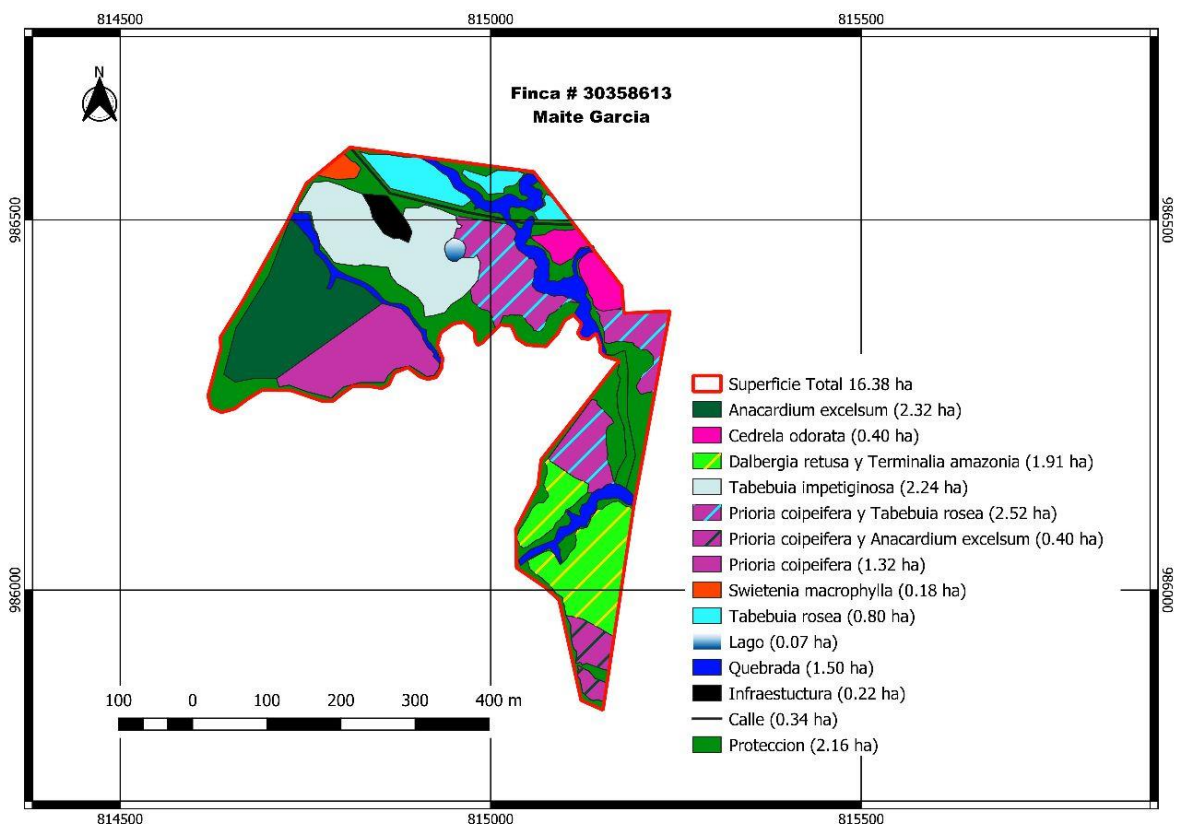 814500 815000 815500
N
Finca # 30358613
Maite Garcia
986500 986500
Superficie Total 16.38 ha
Anacardium excelsum (2.32 ha)
Cedrela odorata (0.40 ha)
Dalbergia retusa y Terminalia amazonia (1.91 ha)
Tabebuia impetiginosa (2.24 ha)
Prioria coipeifera y Tabebuia rosea (2.52 ha)
Prioria coipeifera y Anacardium excelsum (0.40 ha)
Prioria coipeifera (1.32 ha)
986000 986000
Swietenia macrophylla (0.18 ha)
Tabebuia rosea (0.80 ha)
Lago (0.07 ha)
Quebrada (1.50 ha)
Infraestuctura (0.22 ha)
Calle (0.34 ha)
Proteccion (2.16 ha)
100 0 100 200 300 400 m
814500 815000 815500